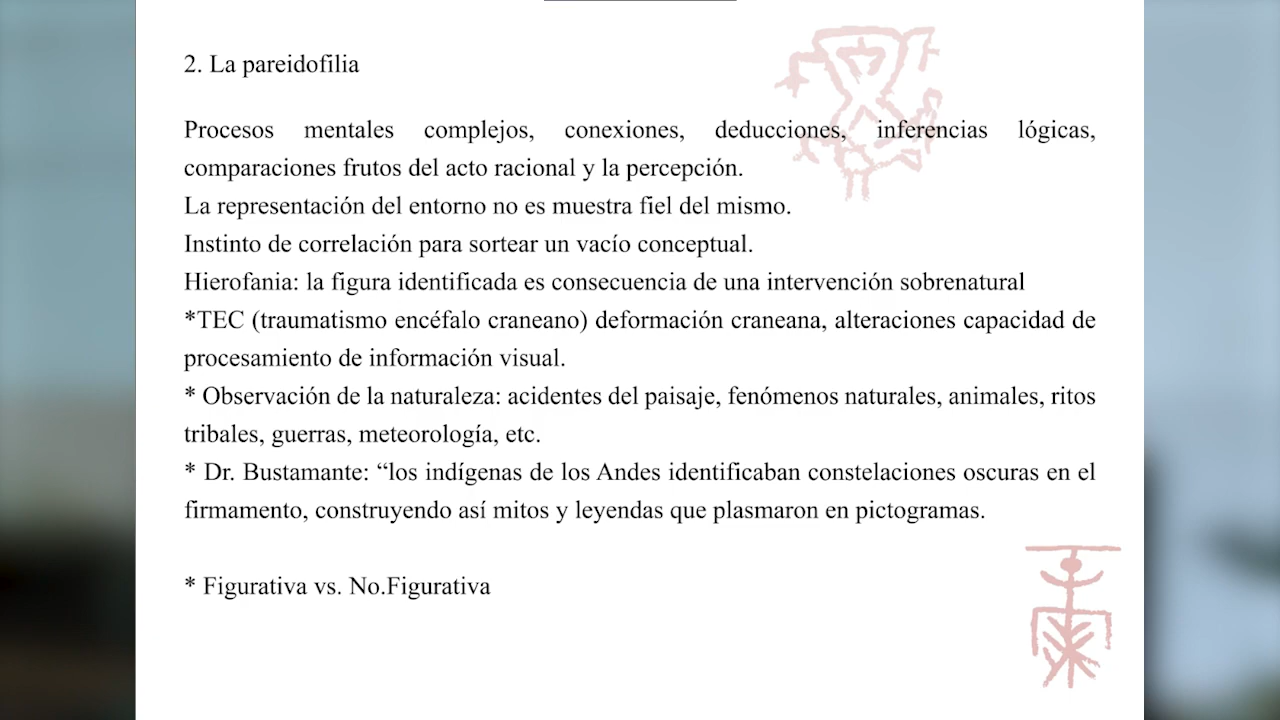 2. La pareidofilia
Procesos mentales complejos, conexiones, deducciones, inferencias lógicas,
comparaciones frutos del acto racional y la percepción.
La representación del entorno no es muestra fiel del mismo.
Instinto de correlación para sortear un vacío conceptual.
Hierofania: la figura identificada es consecuencia de una intervención sobrenatural
*TEC (traumatismo encéfalo craneano) deformación craneana, alteraciones capacidad de
procesamiento de información visual.
* Observación de la naturaleza: acidentes del paisaje, fenómenos naturales, animales, ritos
tribales, guerras, meteorología, etc.
* Dr. Bustamante: “los indígenas de los Andes identificaban constelaciones oscuras en el
firmamento, construyendo así mitos y leyendas que plasmaron en pictogramas.
* Figurativa vs. No.Figurativa